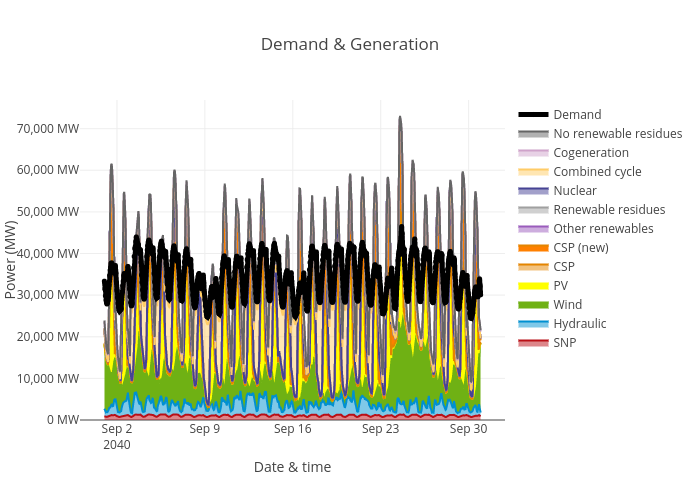 Demand & Generation
70,000 MW
60,000 MW
50,000 MW
40,000 MW
30,000 MW
20,000 MW
10,000 MW
0 MW
Power (MW)
Sep 2
2040
Sep 9
Sep 16
Sep 23
Sep 30
Date & time
Demand
No renewable residues
Cogeneration
Combined cycle
Nuclear
Renewable residues
Other renewables
CSP (new)
CSP
PV
Wind
Hydraulic
SNP